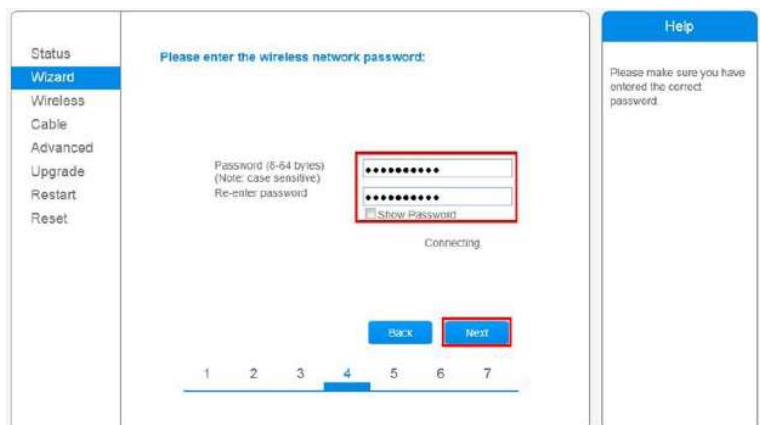 Help
Status
Wizard
Wireless
Cable
Advanced
Upgrade
Restart
Reset
Please enter the wireless network password:
Password (8-64 bytes)
(Note: case sensitive)
Re-enter password
••••••••••
••••••••••
Show Password
Connecting
Back
Next
1 2 3 4 5 6 7
Please make sure you have
entered the correct
password.